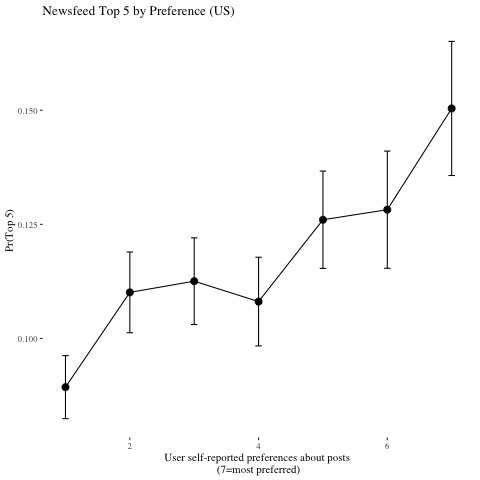 Newsfeed Top 5 by Preference (US)
Pr(Top 5)
0.150
0.125
0.100
2 4 6
User self-reported preferences about posts
(7=most preferred)